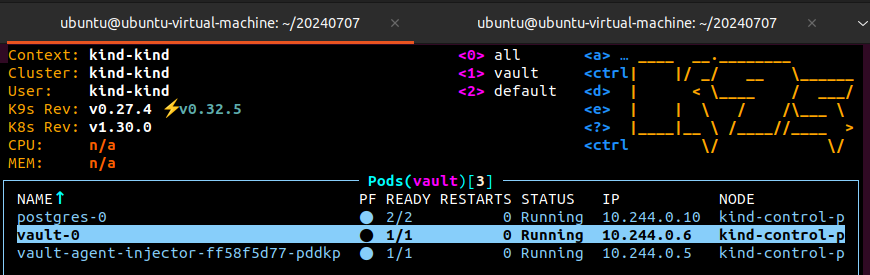 ubuntu@ubuntu-virtual-machine: ~/20240707 × ubuntu@ubuntu-virtual-machine: ~/20240707 ×
Context: kind-kind <0> all <a> …
Cluster: kind-kind <1> vault <ctrl
User: kind-kind <2> default <d>
K9s Rev: v0.27.4 ⚡v0.32.5 <e>
K8s Rev: v1.30.0 <?>
CPU: n/a <ctrl
MEM: n/a
Pods(vault)[3]
NAME↑ PF READY RESTARTS STATUS IP NODE
postgres-0 ● 2/2 0 Running 10.244.0.10 kind-control-p
vault-0 ● 1/1 0 Running 10.244.0.6 kind-control-p
vault-agent-injector-ff58f5d77-pddkp ● 1/1 0 Running 10.244.0.5 kind-control-p